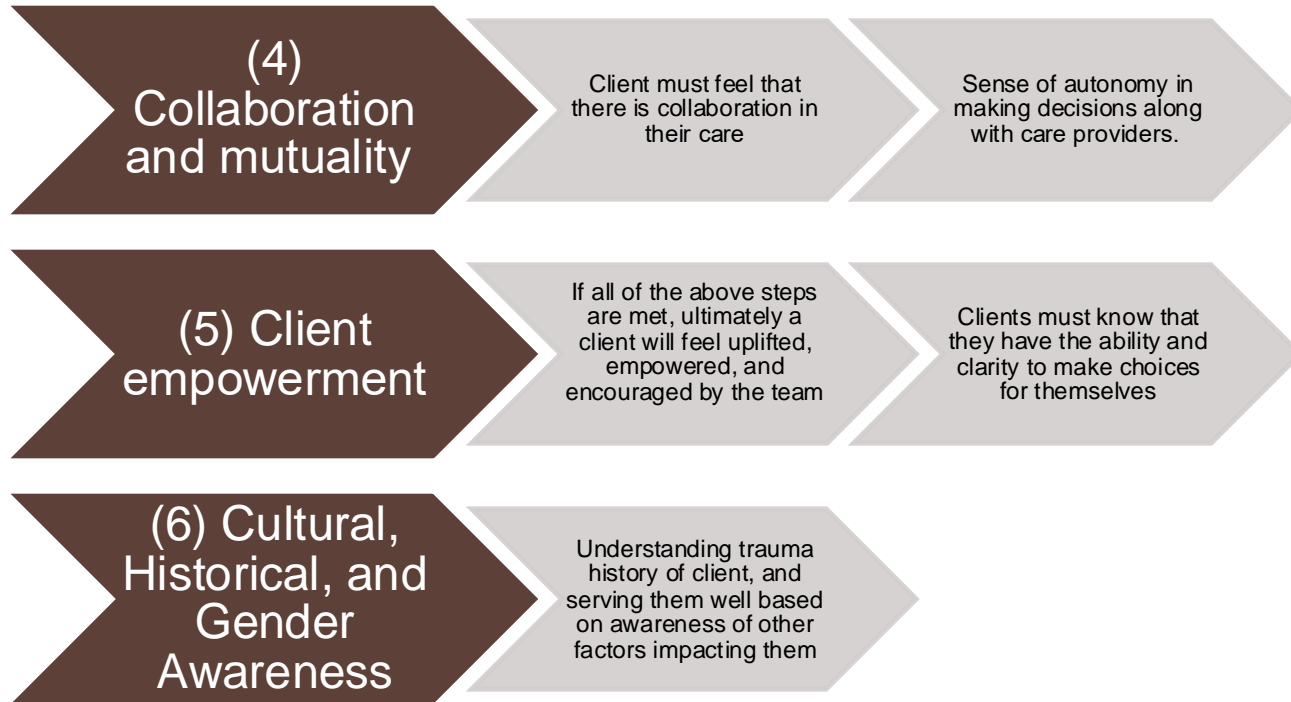 (4)
Collaboration
and mutuality
Client must feel that
there is collaboration in
their care
Sense of autonomy in
making decisions along
with care providers.
(5) Client
empowerment
If all of the above steps
are met, ultimately a
client will feel uplifted,
empowered, and
encouraged by the team
Clients must know that
they have the ability and
clarity to make choices
for themselves
(6) Cultural,
Historical, and
Gender
Awareness
Understanding trauma
history of client, and
serving them well based
on awareness of other
factors impacting them